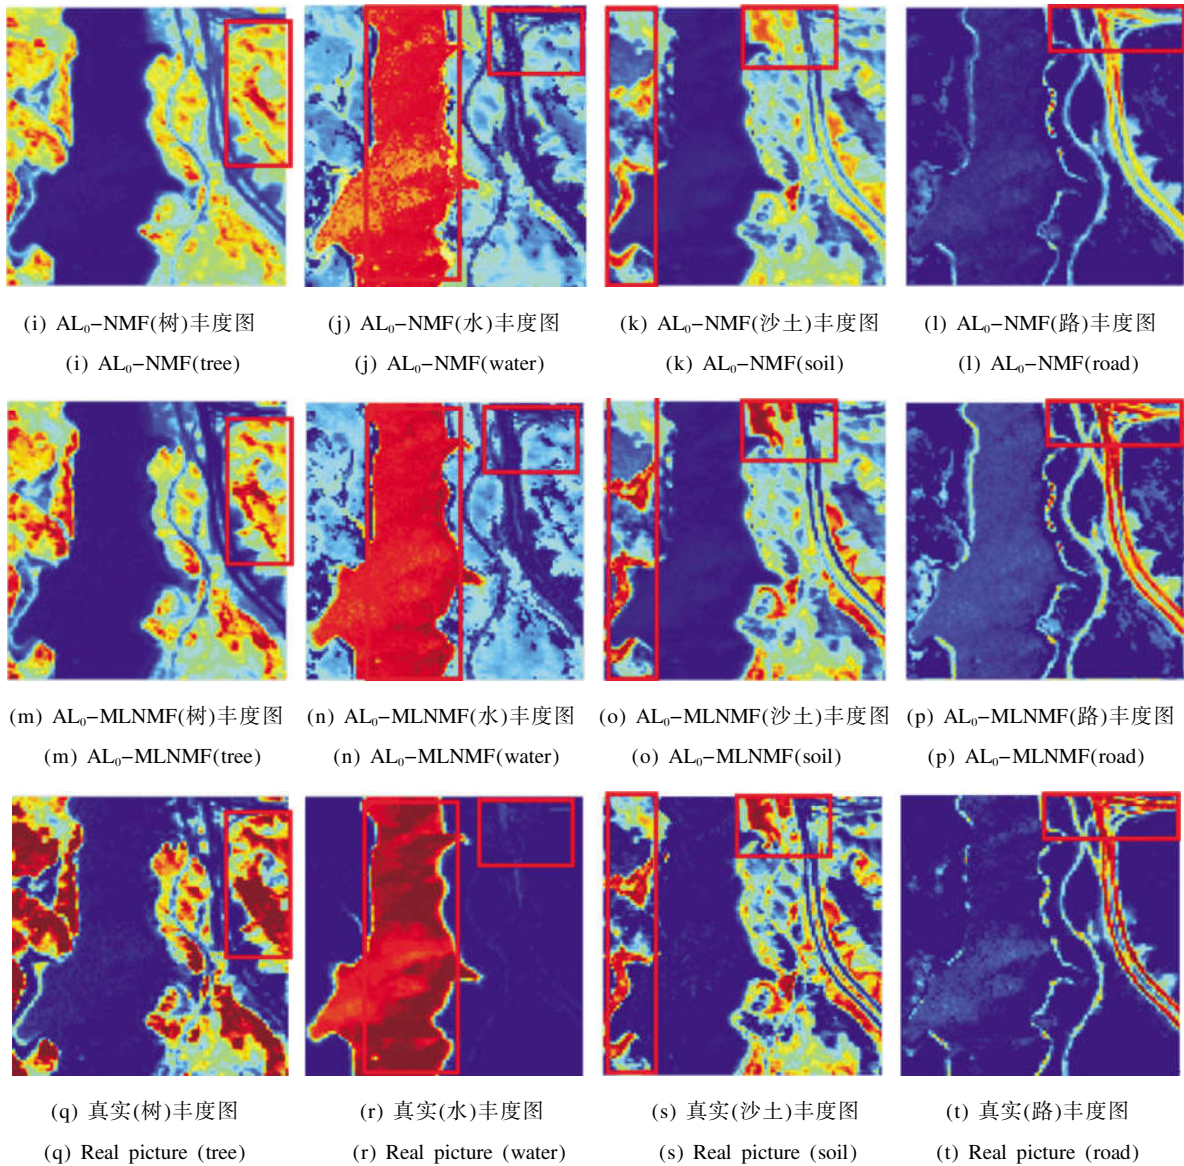 (i) AL₀-NMF(树)丰度图 (j) AL₀-NMF(水)丰度图 (k) AL₀-NMF(沙土)丰度图 (l) AL₀-NMF(路)丰度图
(i) AL₀-NMF(tree) (j) AL₀-NMF(water) (k) AL₀-NMF(soil) (l) AL₀-NMF(road)
(m) AL₀-MLNMF(树)丰度图 (n) AL₀-MLNMF(水)丰度图 (o) AL₀-MLNMF(沙土)丰度图 (p) AL₀-MLNMF(路)丰度图
(m) AL₀-MLNMF(tree) (n) AL₀-MLNMF(water) (o) AL₀-MLNMF(soil) (p) AL₀-MLNMF(road)
(q) 真实(树)丰度图 (r) 真实(水)丰度图 (s) 真实(沙土)丰度图 (t) 真实(路)丰度图
(q) Real picture (tree) (r) Real picture (water) (s) Real picture (soil) (t) Real picture (road)